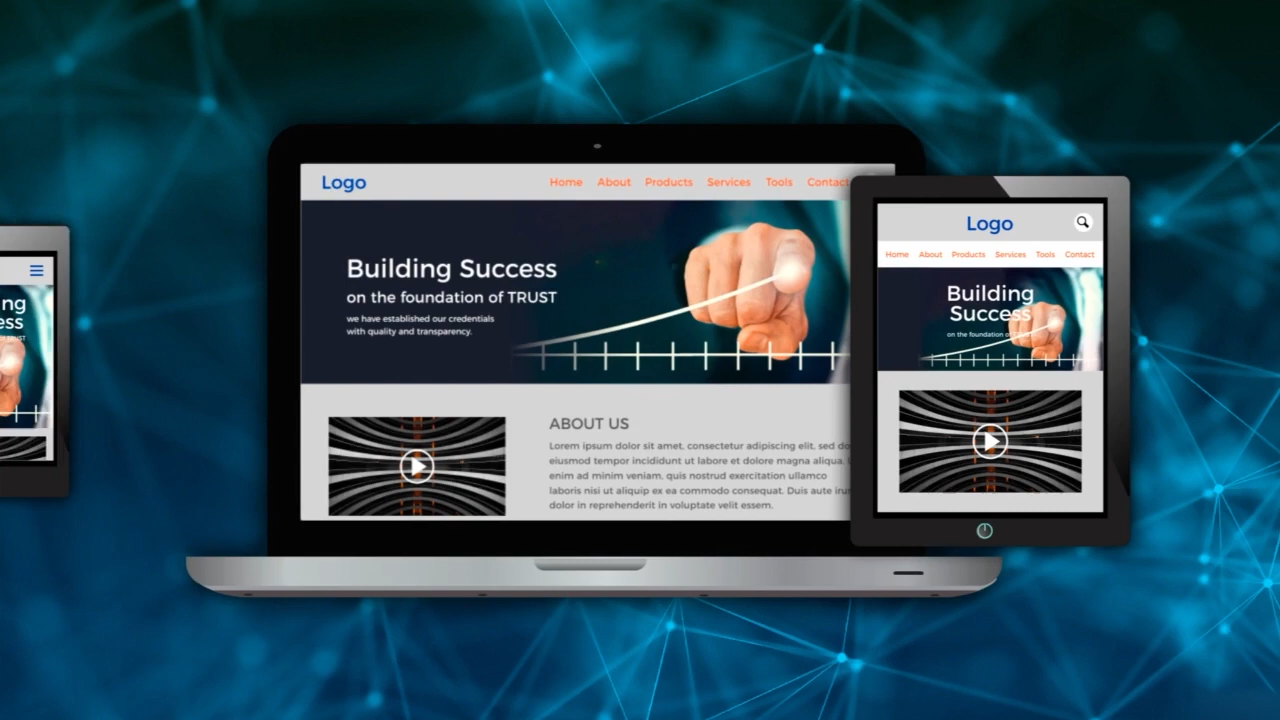 Logo
Home About Products Services Tools Contact
Building Success
on the foundation of TRUST
we have established our credentials
with quality and transparency.
ABOUT US
Lorem ipsum dolor sit amet, consectetur adipiscing elit, sed do
eiusmod tempor incididunt ut labore et dolore magna aliqua.
enim ad minim veniam, quis nostrud exercitation ullamco
laboris nisi ut aliquip ex ea commodo consequat. Duis aute
dolor in reprehenderit in voluptate velit essem.
Logo
Home About Products Services Tools Contact
Building
Success
on the foundation of